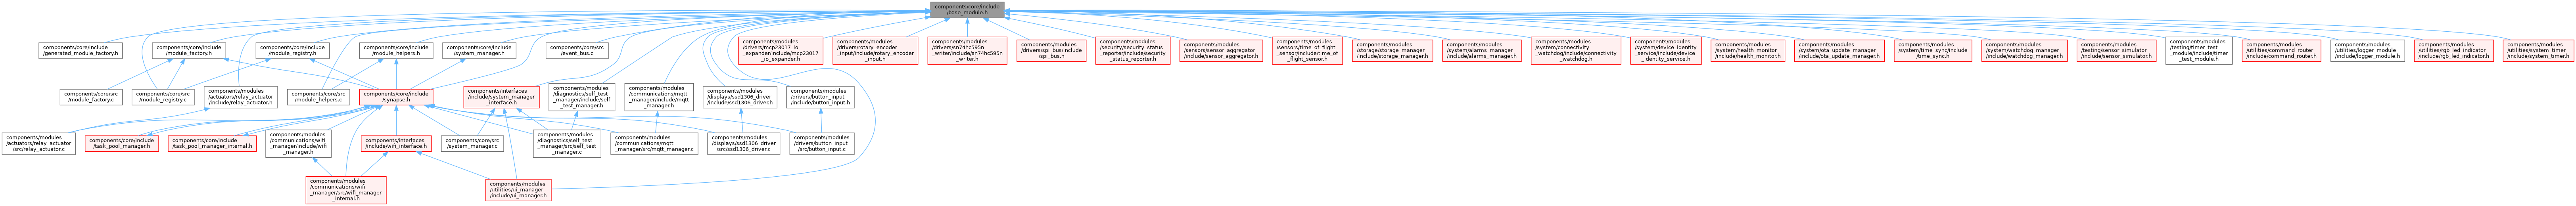 components/core/include
/base_module.h
components/core/include
/generated_module_factory.h
components/core/include
/module_factory.h
components/core/include
/module_registry.h
components/core/include
/module_helpers.h
components/core/include
/system_manager.h
components/core/src
/event_bus.c
components/modules
/drivers/mcp23017_io
_expander/include/mcp23017
_io_expander.h
components/modules
/drivers/rotary_encoder
_input/include/rotary_encoder
_input.h
components/modules
/drivers/sn74hc595n
_writer/include/sn74hc595n
_writer.h
components/modules
/drivers/spi_bus/include
/spi_bus.h
components/modules
/security/security_status
_reporter/include/security
_status_reporter.h
components/modules
/sensors/sensor_aggregator
/include/sensor_aggregator.h
components/modules
/sensors/time_of_flight
_sensor/include/time_of
_flight_sensor.h
components/modules
/storage/storage_manager
/include/storage_manager.h
components/modules
/system/alarms_manager
/include/alarms_manager.h
components/modules
/system/connectivity
_watchdog/include/connectivity
_watchdog.h
components/modules
/system/device_identity
_service/include/device
_identity_service.h
components/modules
/system/health_monitor
/include/health_monitor.h
components/modules
/system/ota_update_manager
/include/ota_update_manager.h
components/modules
/system/time_sync/include
/time_sync.h
components/modules
/system/watchdog_manager
/include/watchdog_manager.h
components/modules
/testing/sensor_simulator
/include/sensor_simulator.h
components/modules
/testing/timer_test
_module/include/timer
_test_module.h
components/modules
/utilities/command_router
/include/command_router.h
components/modules
/utilities/logger_module
/include/logger_module.h
components/modules
/utilities/rgb_led_indicator
/include/rgb_led_indicator.h
components/modules
/utilities/system_timer
/include/system_timer.h
components/core/src
/module_factory.c
components/core/src
/module_registry.c
components/modules
/actuators/relay_actuator
/include/relay_actuator.h
components/core/src
/module_helpers.c
components/core/include
/synapse.h
components/interfaces
/include/system_manager
_interface.h
components/modules
/diagnostics/self_test
_manager/include/self
_test_manager.h
components/modules
/communications/mqtt
_manager/include/mqtt
_manager.h
components/modules
/displays/ssd1306_driver
/include/ssd1306_driver.h
components/modules
/drivers/button_input
/include/button_input.h
components/modules
/actuators/relay_actuator
/src/relay_actuator.c
components/core/include
/task_pool_manager.h
components/core/include
/task_pool_manager_internal.h
components/modules
/communications/wifi
_manager/include/wifi
_manager.h
components/interfaces
/include/wifi_interface.h
components/core/src
/system_manager.c
components/modules
/diagnostics/self_test
_manager/src/self_test
_manager.c
components/modules
/communications/mqtt
_manager/src/mqtt_manager.c
components/modules
/displays/ssd1306_driver
/src/ssd1306_driver.c
components/modules
/drivers/button_input
/src/button_input.c
components/modules
/communications/wifi
_manager/src/wifi_manager
_internal.h
components/modules
/utilities/ui_manager
/include/ui_manager.h